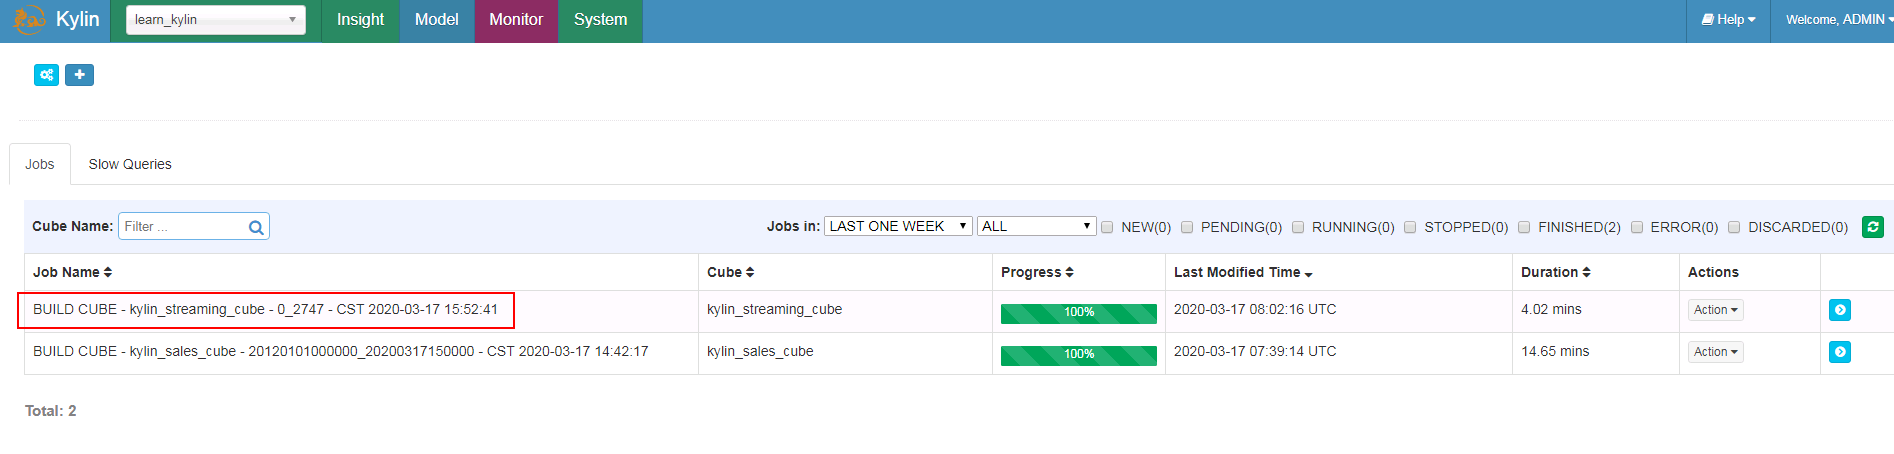 Kylin learn_kylin Insight Model Monitor System Help Welcome, ADMIN
Jobs Slow Queries
Cube Name: Filter ... Jobs in: LAST ONE WEEK ALL NEW(0) PENDING(0) RUNNING(0) STOPPED(0) FINISHED(2) ERROR(0) DISCARDED(0)
Job Name Cube Progress Last Modified Time Duration Actions
BUILD CUBE - kylin_streaming_cube - 0_2747 - CST 2020-03-17 15:52:41 kylin_streaming_cube 100% 2020-03-17 08:02:16 UTC 4.02 mins Action
BUILD CUBE - kylin_sales_cube - 20120101000000_20200317150000 - CST 2020-03-17 14:42:17 kylin_sales_cube 100% 2020-03-17 07:39:14 UTC 14.65 mins Action
Total: 2